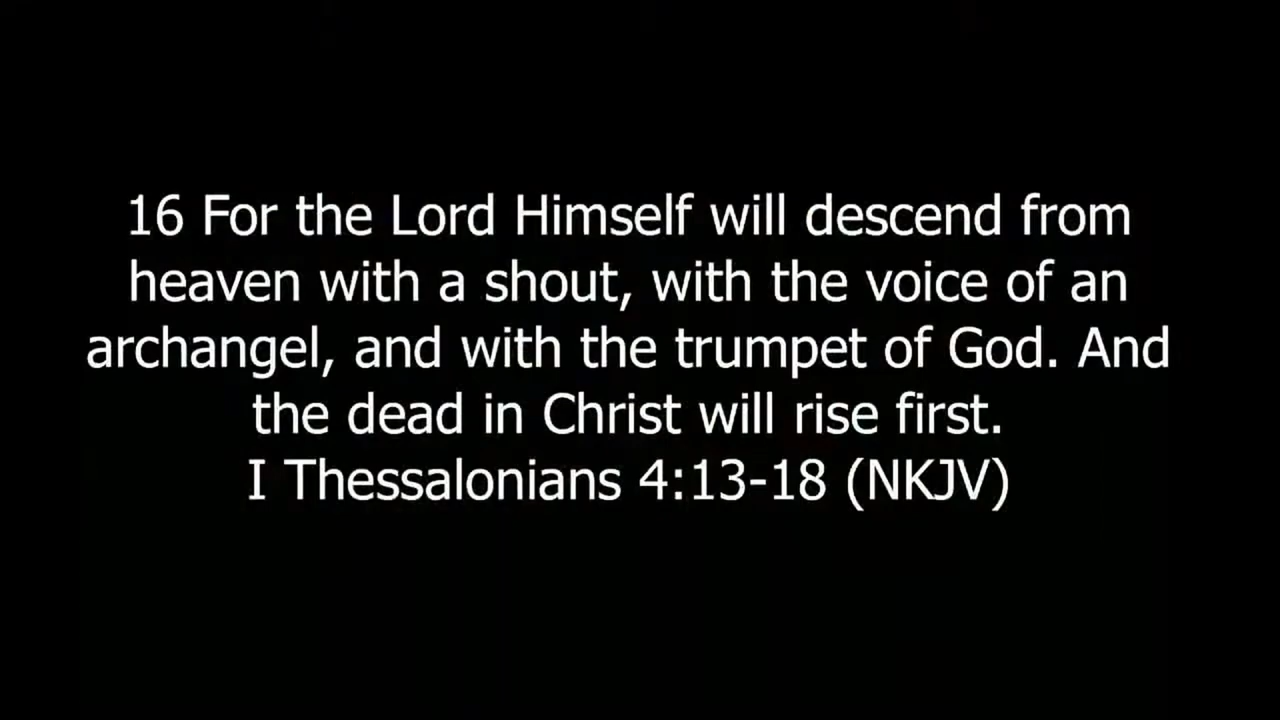 16 For the Lord Himself will descend from
heaven with a shout, with the voice of an
archangel, and with the trumpet of God. And
the dead in Christ will rise first.
I Thessalonians 4:13-18 (NKJV)